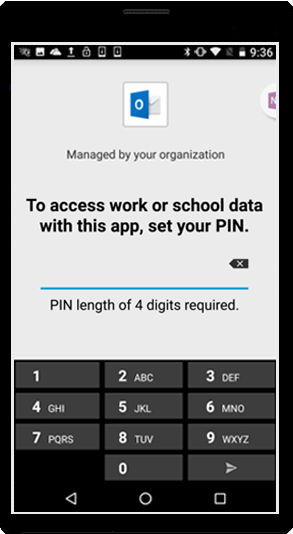 9:36
O
N
Managed by your organization
To access work or school data
with this app, set your PIN.
PIN length of 4 digits required.
1
2 ABC
3 DEF
4 GHI
5 JKL
6 MNO
7 PQRS
8 TUV
9 WXYZ
0